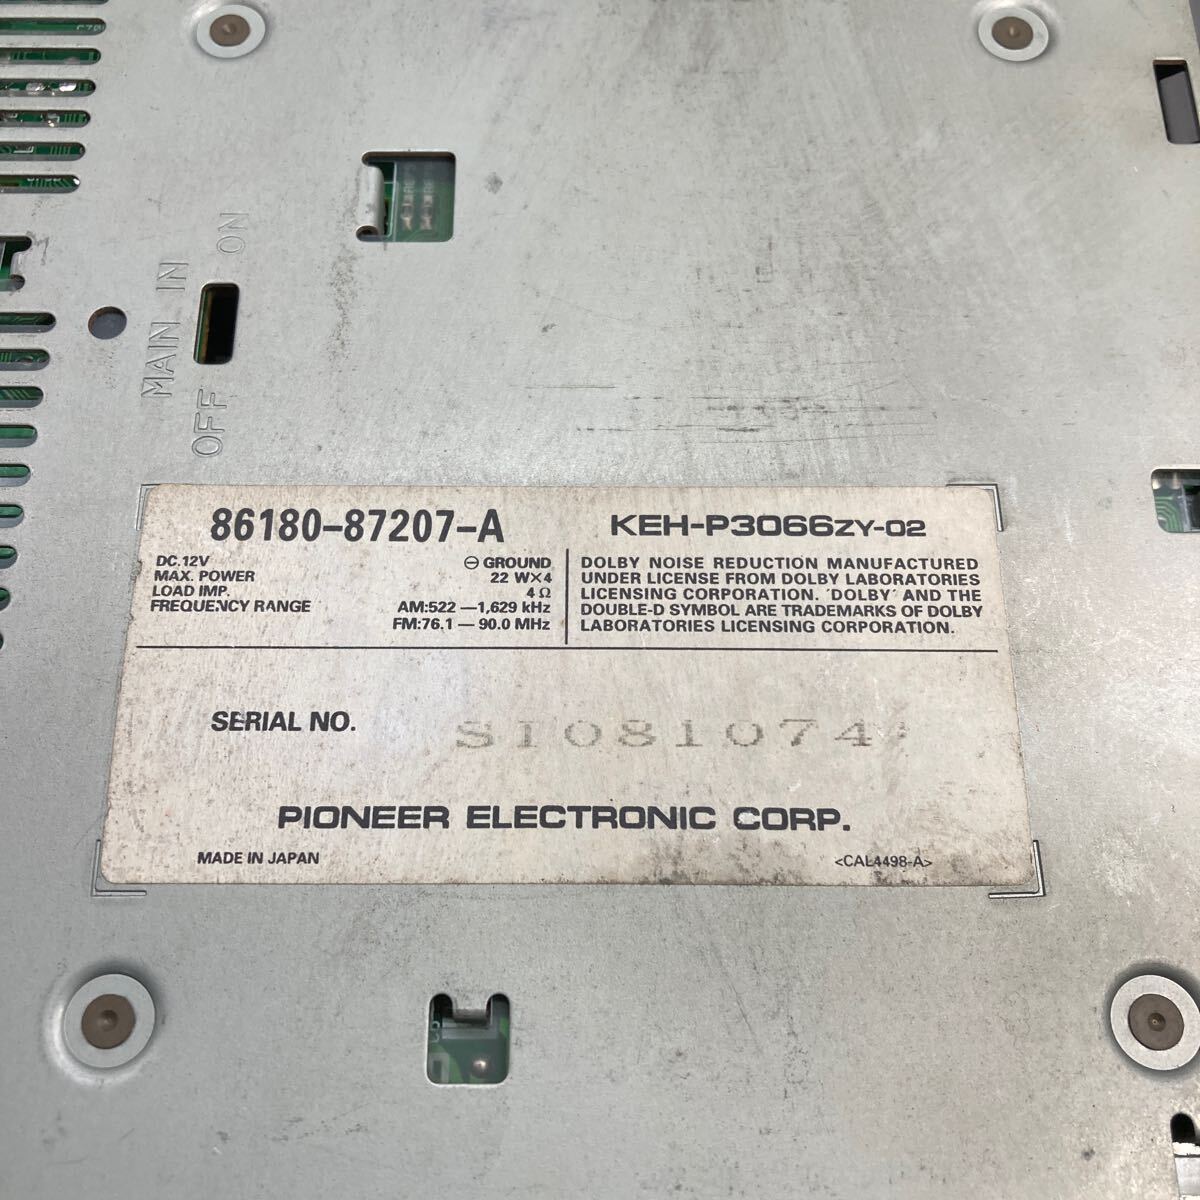 MAIN IN
OFF ON
86180-87207-A
KEH-P3066ZY-02
DC.12V ⊖ GROUND
MAX. POWER 22 W×4
LOAD IMP. 4 Ω
FREQUENCY RANGE AM:522 — 1,629 kHz
FM:76.1 — 90.0 MHz
DOLBY NOISE REDUCTION MANUFACTURED
UNDER LICENSE FROM DOLBY LABORATORIES
LICENSING CORPORATION. 'DOLBY' AND THE
DOUBLE-D SYMBOL ARE TRADEMARKS OF DOLBY
LABORATORIES LICENSING CORPORATION.
SERIAL NO. SI081074
PIONEER ELECTRONIC CORP.
MADE IN JAPAN
<CAL4498-A>